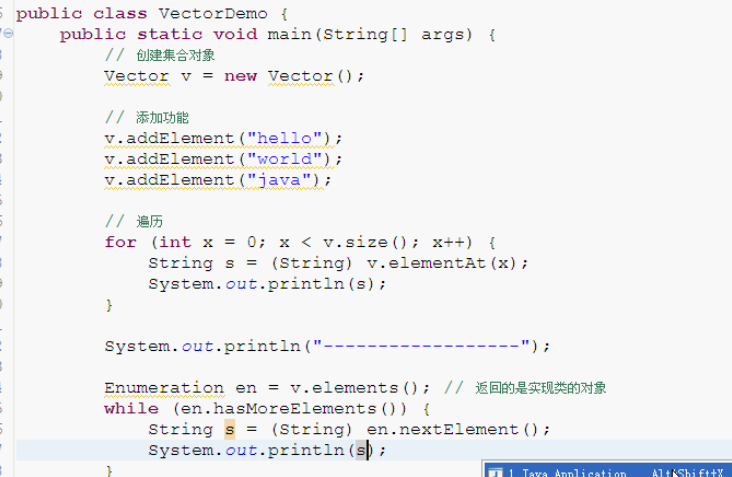 public class VectorDemo {
public static void main(String[] args) {
// 创建集合对象
Vector v = new Vector();
// 添加功能
v.addElement("hello");
v.addElement("world");
v.addElement("java");
// 遍历
for (int x = 0; x < v.size(); x++) {
String s = (String) v.elementAt(x);
System.out.println(s);
}
System.out.println("------------------");
Enumeration en = v.elements(); // 返回的是实现类的对象
while (en.hasMoreElements()) {
String s = (String) en.nextElement();
System.out.println(s);
}
1 Java Application Alt+Shift+X